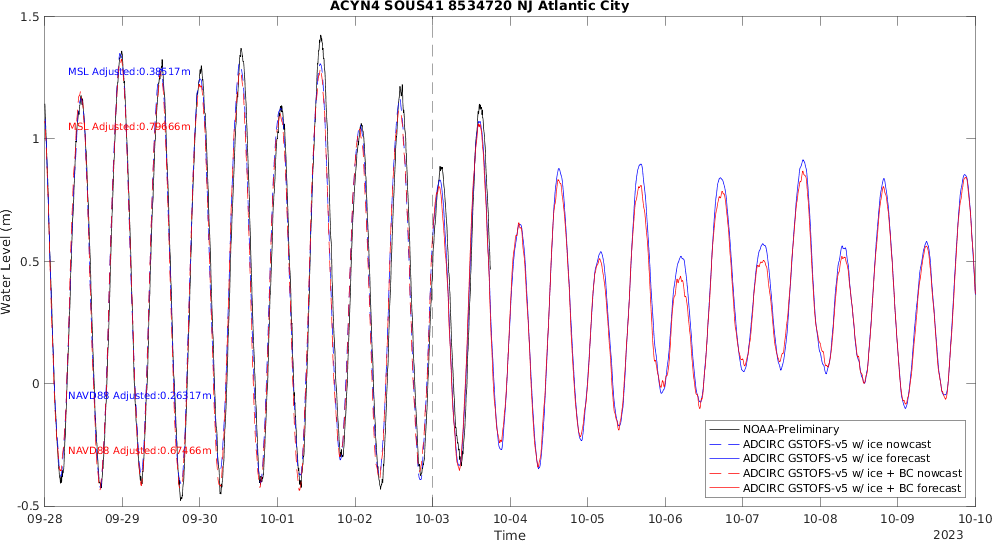 ACYN4 SOUS41 8534720 NJ Atlantic City
1.5
MSL Adjusted:0.38517m
MSL Adjusted:0.79666m
1
Water Level (m)
0.5
0
NAVD88 Adjusted:0.26317m
NAVD88 Adjusted:0.67466m
-0.5
NOAA-Preliminary
ADCIRC GSTOFS-v5 w/ ice nowcast
ADCIRC GSTOFS-v5 w/ ice forecast
ADCIRC GSTOFS-v5 w/ ice + BC nowcast
ADCIRC GSTOFS-v5 w/ ice + BC forecast
09-28 09-29 09-30 10-01 10-02 10-03 10-04 10-05 10-06 10-07 10-08 10-09 10-10
Time
2023